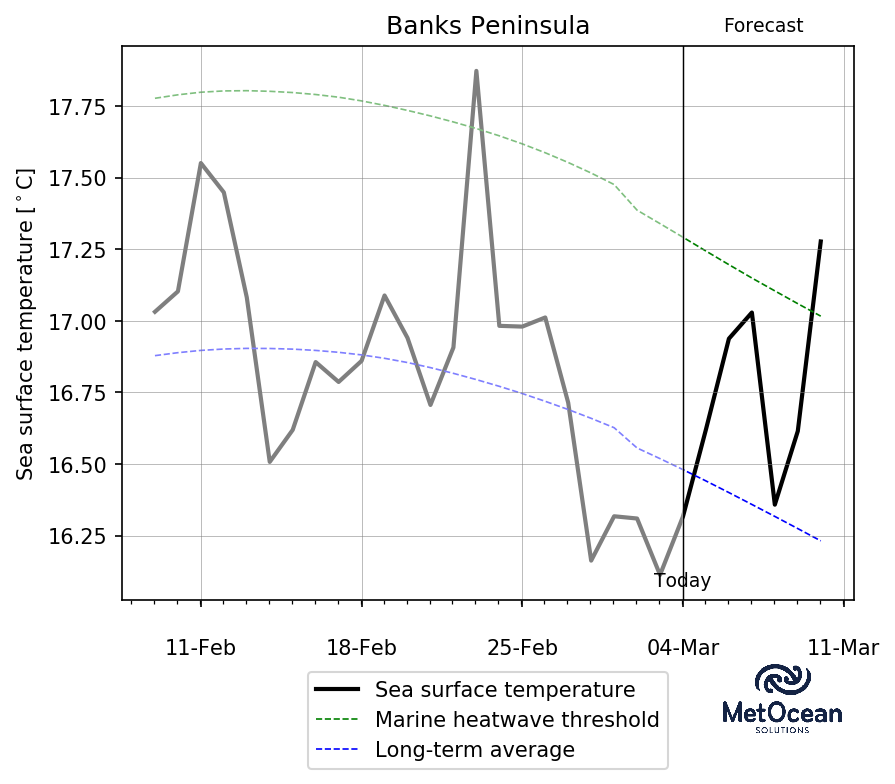 Banks Peninsula
Forecast
Sea surface temperature [°C]
17.75
17.50
17.25
17.00
16.75
16.50
16.25
Today
11-Feb 18-Feb 25-Feb 04-Mar 11-Mar
Sea surface temperature
Marine heatwave threshold
Long-term average
MetOcean
SOLUTIONS